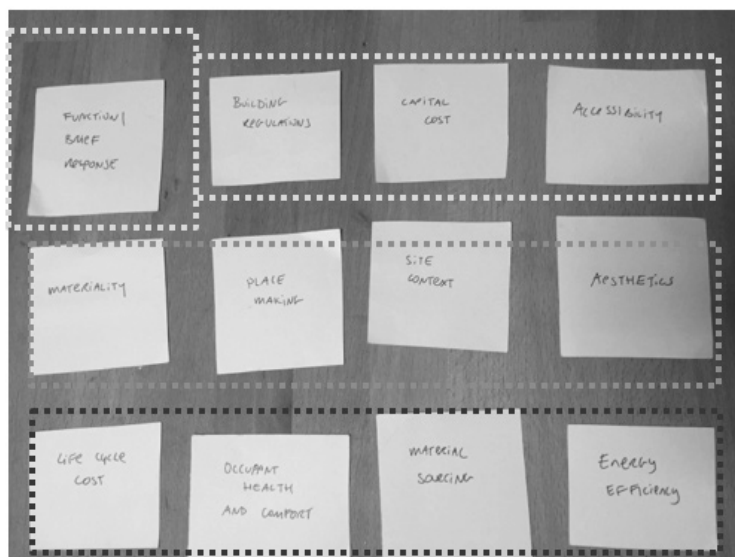 FUNCTION/
BRIEF
RESPONSE
BUILDING
REGULATIONS
CAPITAL
COST
ACCESSIBILITY
MATERIALITY
PLACE
MAKING
SITE
CONTEXT
AESTHETICS
LIFE CYCLE
COST
OCCUPANT
HEALTH
AND COMFORT
MATERIAL
SOURCING
ENERGY
EFFICIENCY